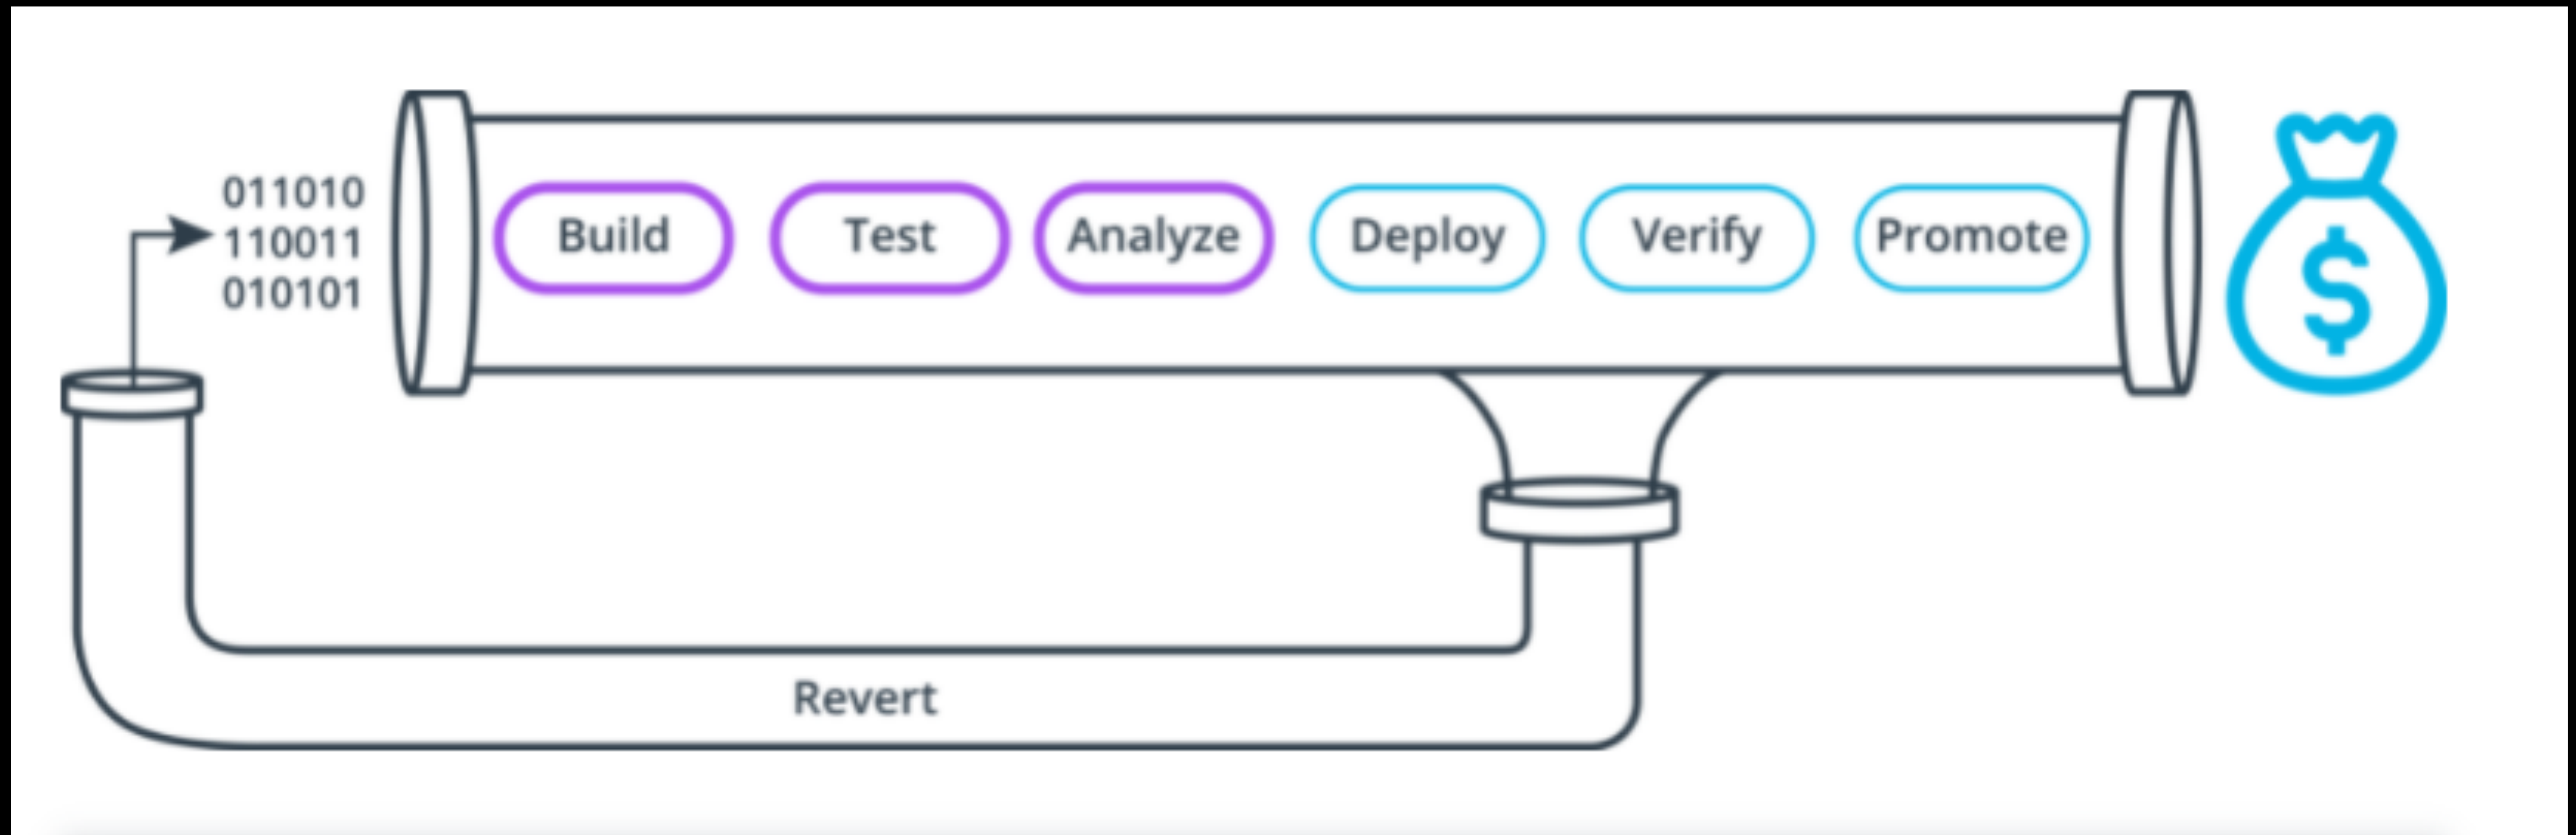 011010
110011
010101
Build Test Analyze Deploy Verify Promote
$
Revert